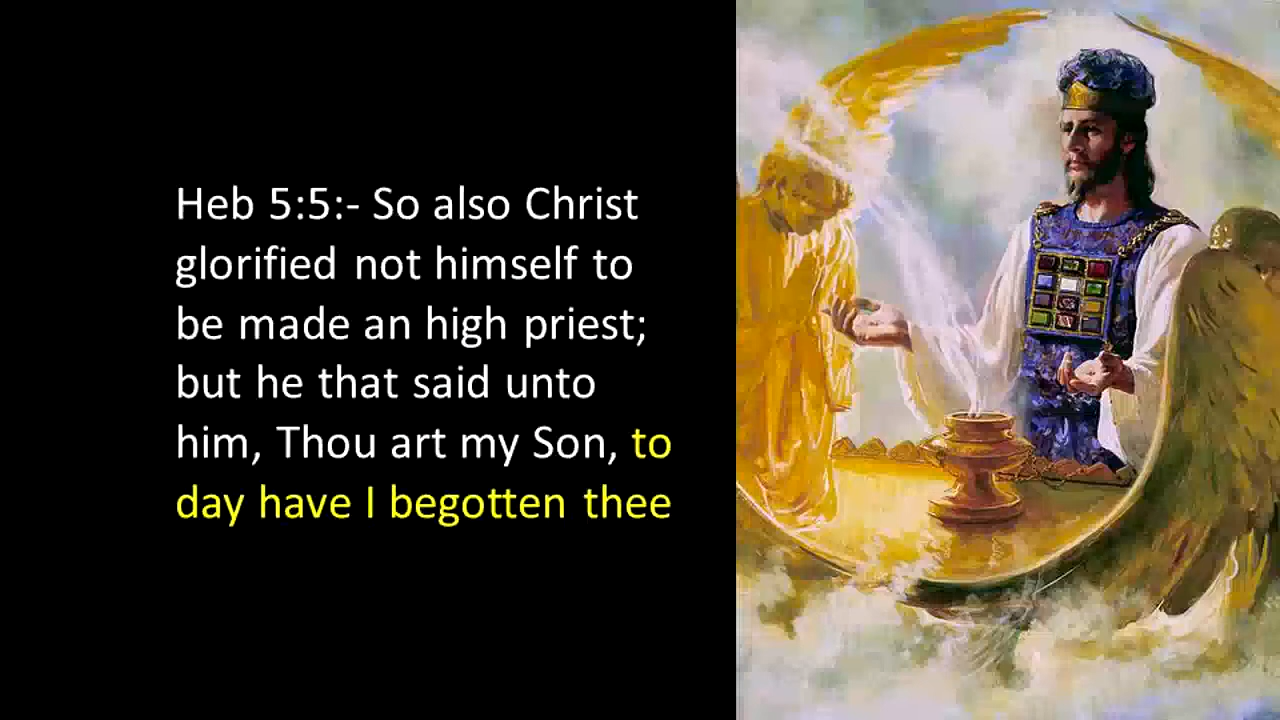 Heb 5:5:- So also Christ
glorified not himself to
be made an high priest;
but he that said unto
him, Thou art my Son, to
day have I begotten thee